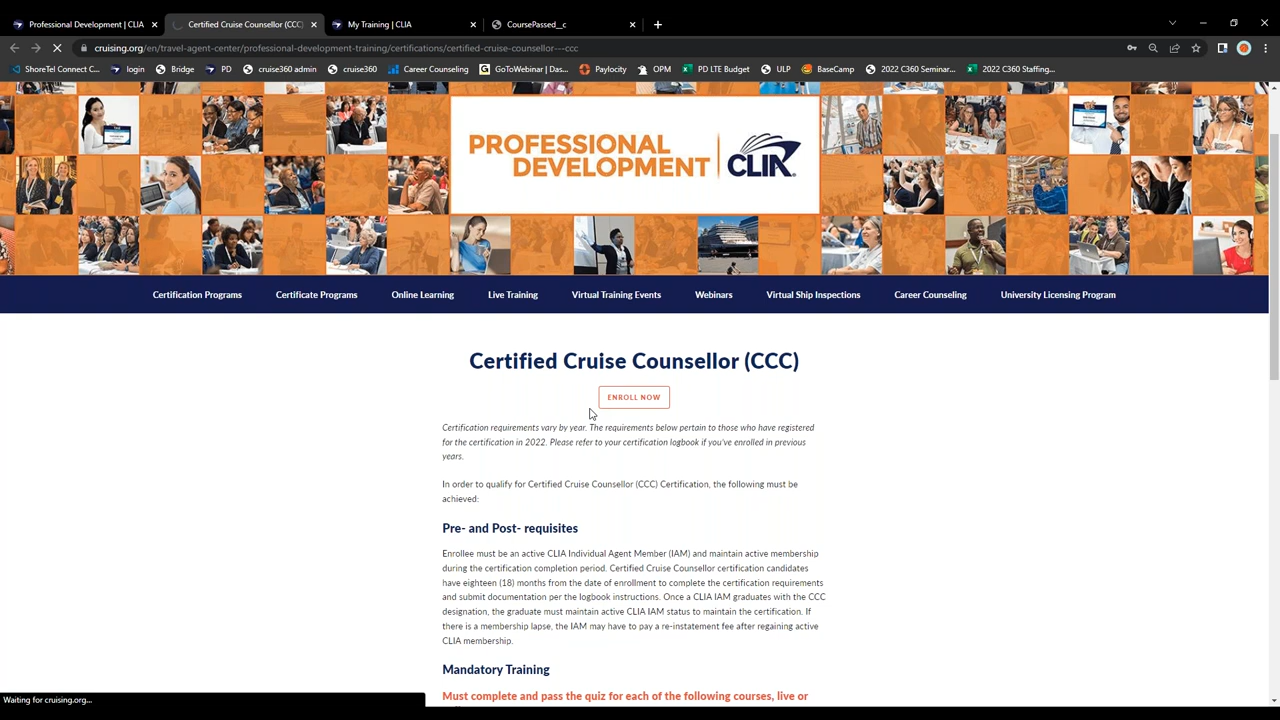 Professional Development | CLIA
Certified Cruise Counsellor (CCC)
My Training | CLIA
CoursePassed__c
cruising.org/en/travel-agent-center/professional-development-training/certifications/certified-cruise-counsellor---ccc
ShoreTel Connect C...
login
Bridge
PD
cruise360 admin
cruise360
Career Counseling
GoToWebinar | Das...
Paylocity
OPM
PD LTE Budget
ULP
BaseCamp
2022 C360 Seminar...
2022 C360 Staffing...
PROFESSIONAL
DEVELOPMENT
CLIA
Certification Programs
Certificate Programs
Online Learning
Live Training
Virtual Training Events
Webinars
Virtual Ship Inspections
Career Counseling
University Licensing Program
Certified Cruise Counsellor (CCC)
ENROLL NOW
Certification requirements vary by year. The requirements below pertain to those who have registered
for the certification in 2022. Please refer to your certification logbook if you've enrolled in previous
years.
In order to qualify for Certified Cruise Counsellor (CCC) Certification, the following must be
achieved:
Pre- and Post- requisites
Enrollee must be an active CLIA Individual Agent Member (IAM) and maintain active membership
during the certification completion period. Certified Cruise Counsellor certification candidates
have eighteen (18) months from the date of enrollment to complete the certification requirements
and submit documentation per the logbook instructions. Once a CLIA IAM graduates with the CCC
designation, the graduate must maintain active CLIA IAM status to maintain the certification. If
there is a membership lapse, the IAM may have to pay a re-instatement fee after regaining active
CLIA membership.
Mandatory Training
Must complete and pass the quiz for each of the following courses, live or
Waiting for cruising.org...